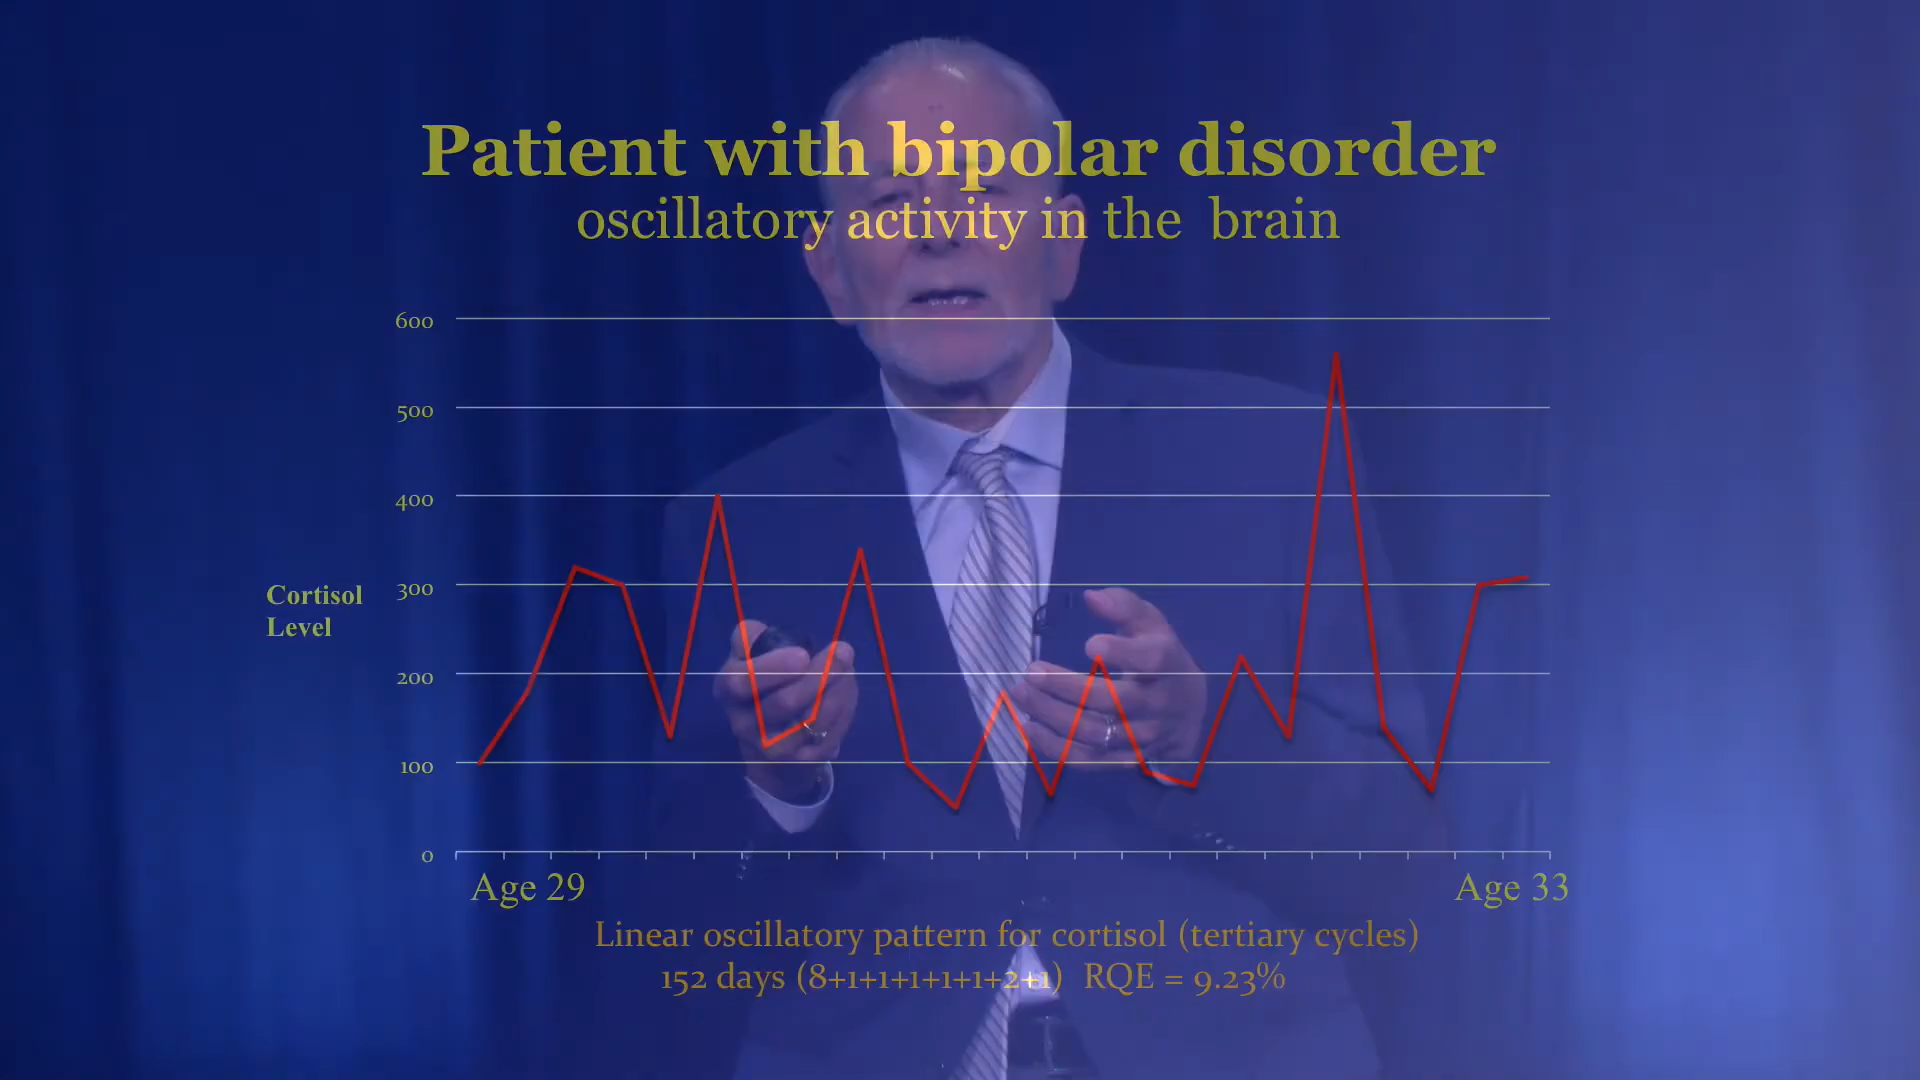 Patient with bipolar disorder
oscillatory activity in the brain
600
500
400
Cortisol
Level
300
200
100
0
Age 29
Age 33
Linear oscillatory pattern for cortisol (tertiary cycles)
152 days (8+1+1+1+1+1+2+1) RQE = 9.23%